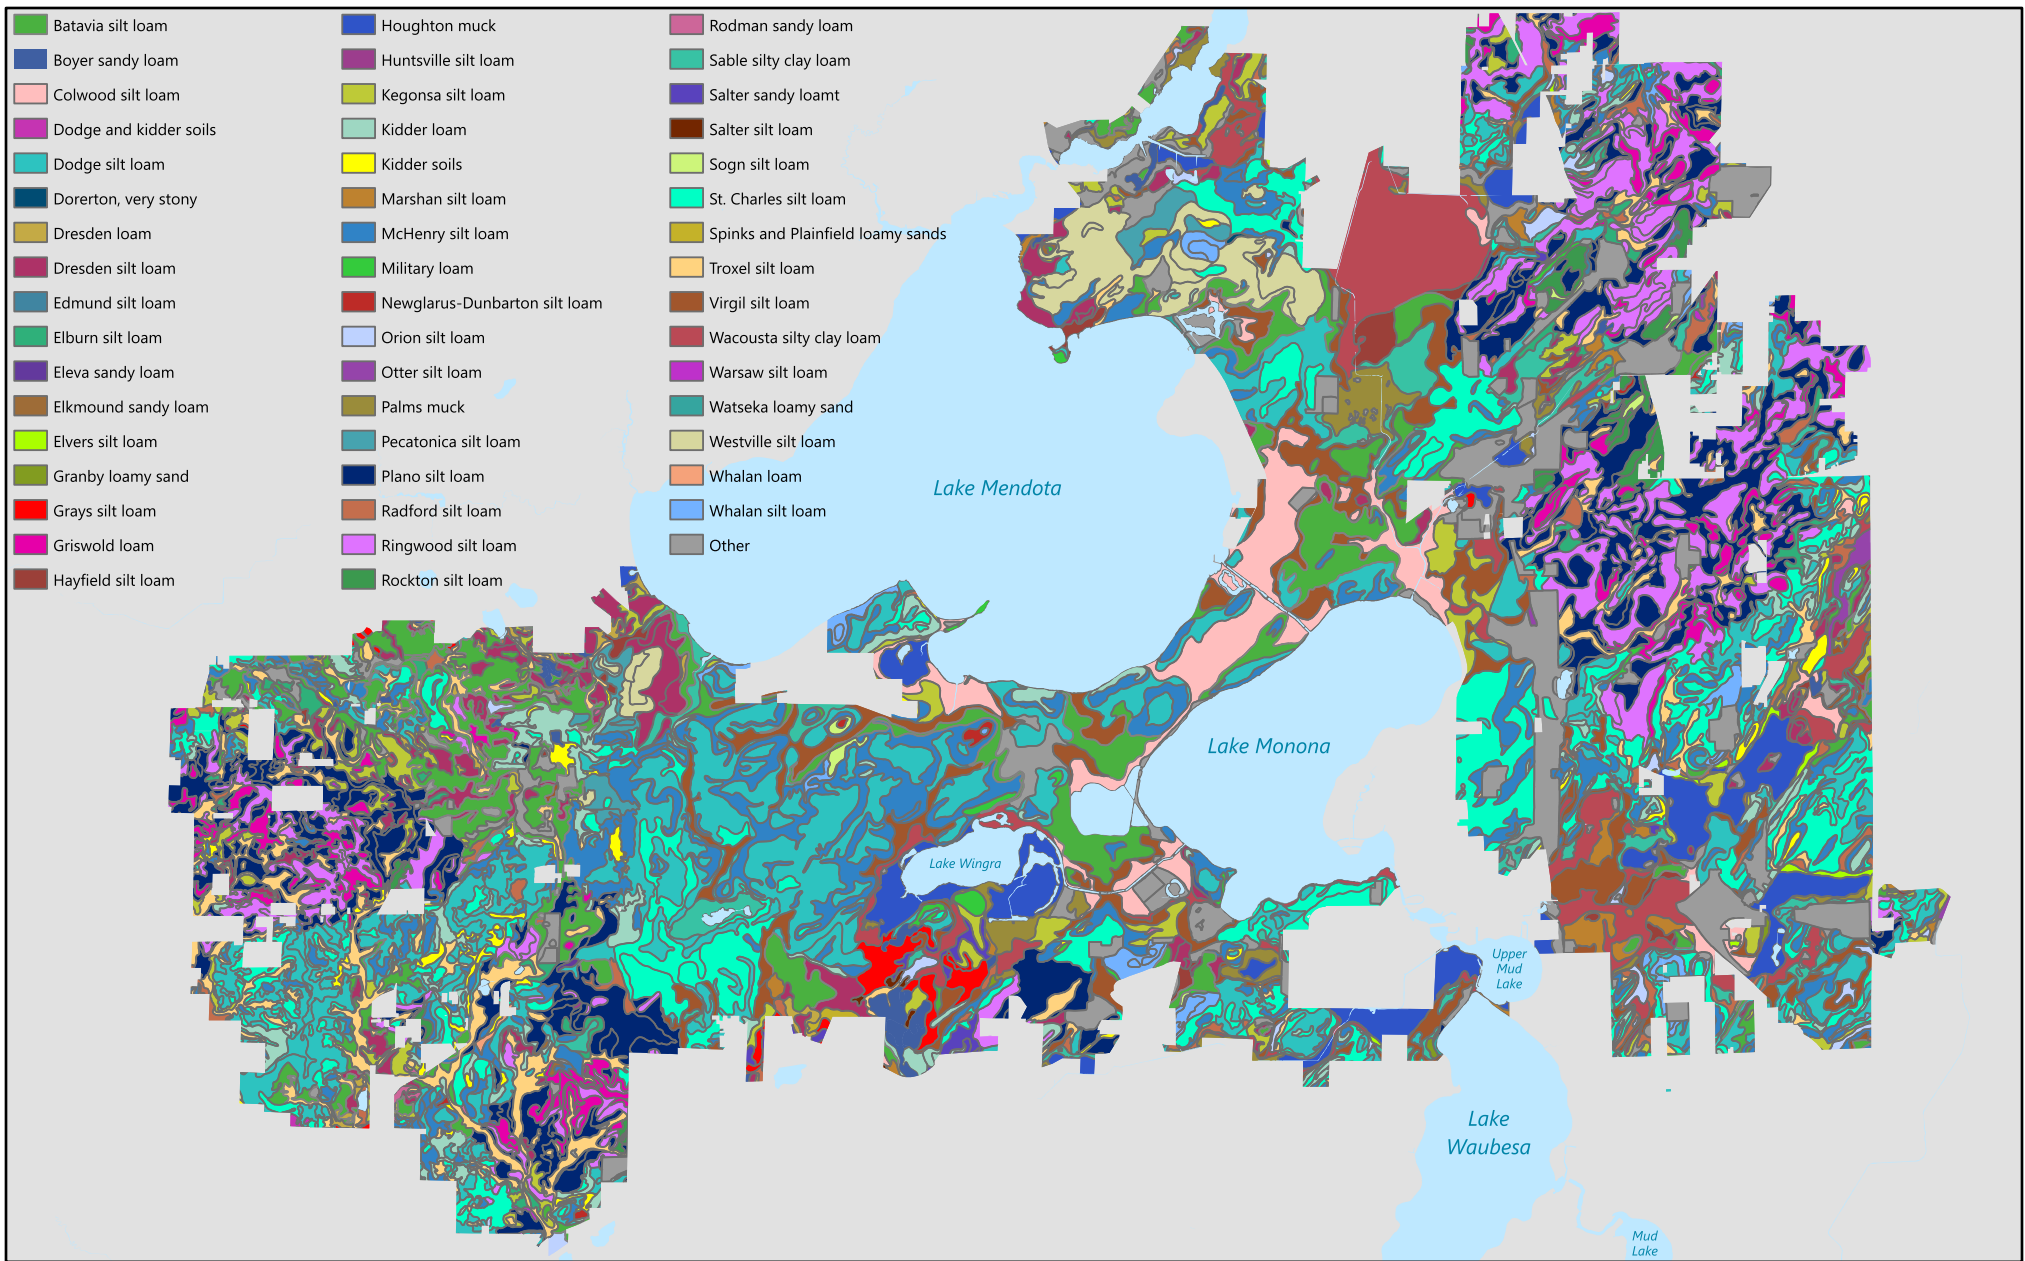 Batavia silt loam
Boyer sandy loam
Colwood silt loam
Dodge and kidder soils
Dodge silt loam
Dorerton, very stony
Dresden loam
Dresden silt loam
Edmund silt loam
Elburn silt loam
Eleva sandy loam
Elkmound sandy loam
Elvers silt loam
Granby loamy sand
Grays silt loam
Griswold loam
Hayfield silt loam
Houghton muck
Huntsville silt loam
Kegonsa silt loam
Kidder loam
Kidder soils
Marshan silt loam
McHenry silt loam
Military loam
Newglarus-Dunbarton silt loam
Orion silt loam
Otter silt loam
Palms muck
Pecatonica silt loam
Plano silt loam
Radford silt loam
Ringwood silt loam
Rockton silt loam
Rodman sandy loam
Sable silty clay loam
Salter sandy loamt
Salter silt loam
Sogn silt loam
St. Charles silt loam
Spinks and Plainfield loamy sands
Troxel silt loam
Virgil silt loam
Wacousta silty clay loam
Warsaw silt loam
Watseka loamy sand
Westville silt loam
Whalan loam
Whalan silt loam
Other
Lake Mendota
Lake Monona
Lake Wingra
Upper
Mud
Lake
Lake
Waubesa
Mud
Lake